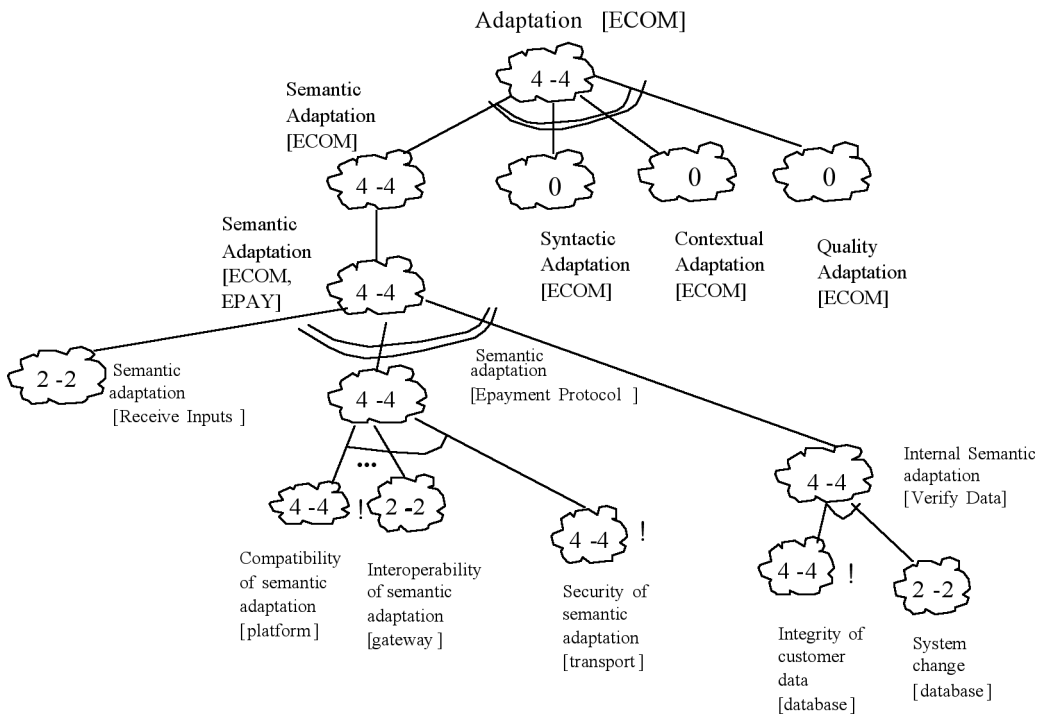 Adaptation [ECOM]
4 -4
Semantic
Adaptation
[ECOM]
4 -4
0
0
0
Syntactic
Adaptation
[ECOM]
Contextual
Adaptation
[ECOM]
Quality
Adaptation
[ECOM]
Semantic
Adaptation
[ECOM,
EPAY]
4 -4
2 -2
Semantic
adaptation
[Receive Inputs ]
Semantic
adaptation
[Epayment Protocol ]
4 -4
...
4 -4 !
2 -2
4 -4 !
Compatibility
of semantic
adaptation
[platform]
Interoperability
of semantic
adaptation
[gateway]
Security of
semantic
adaptation
[transport]
Internal Semantic
adaptation
[Verify Data]
4 -4
4 -4 !
2 -2
Integrity of
customer
data
[database]
System
change
[database]